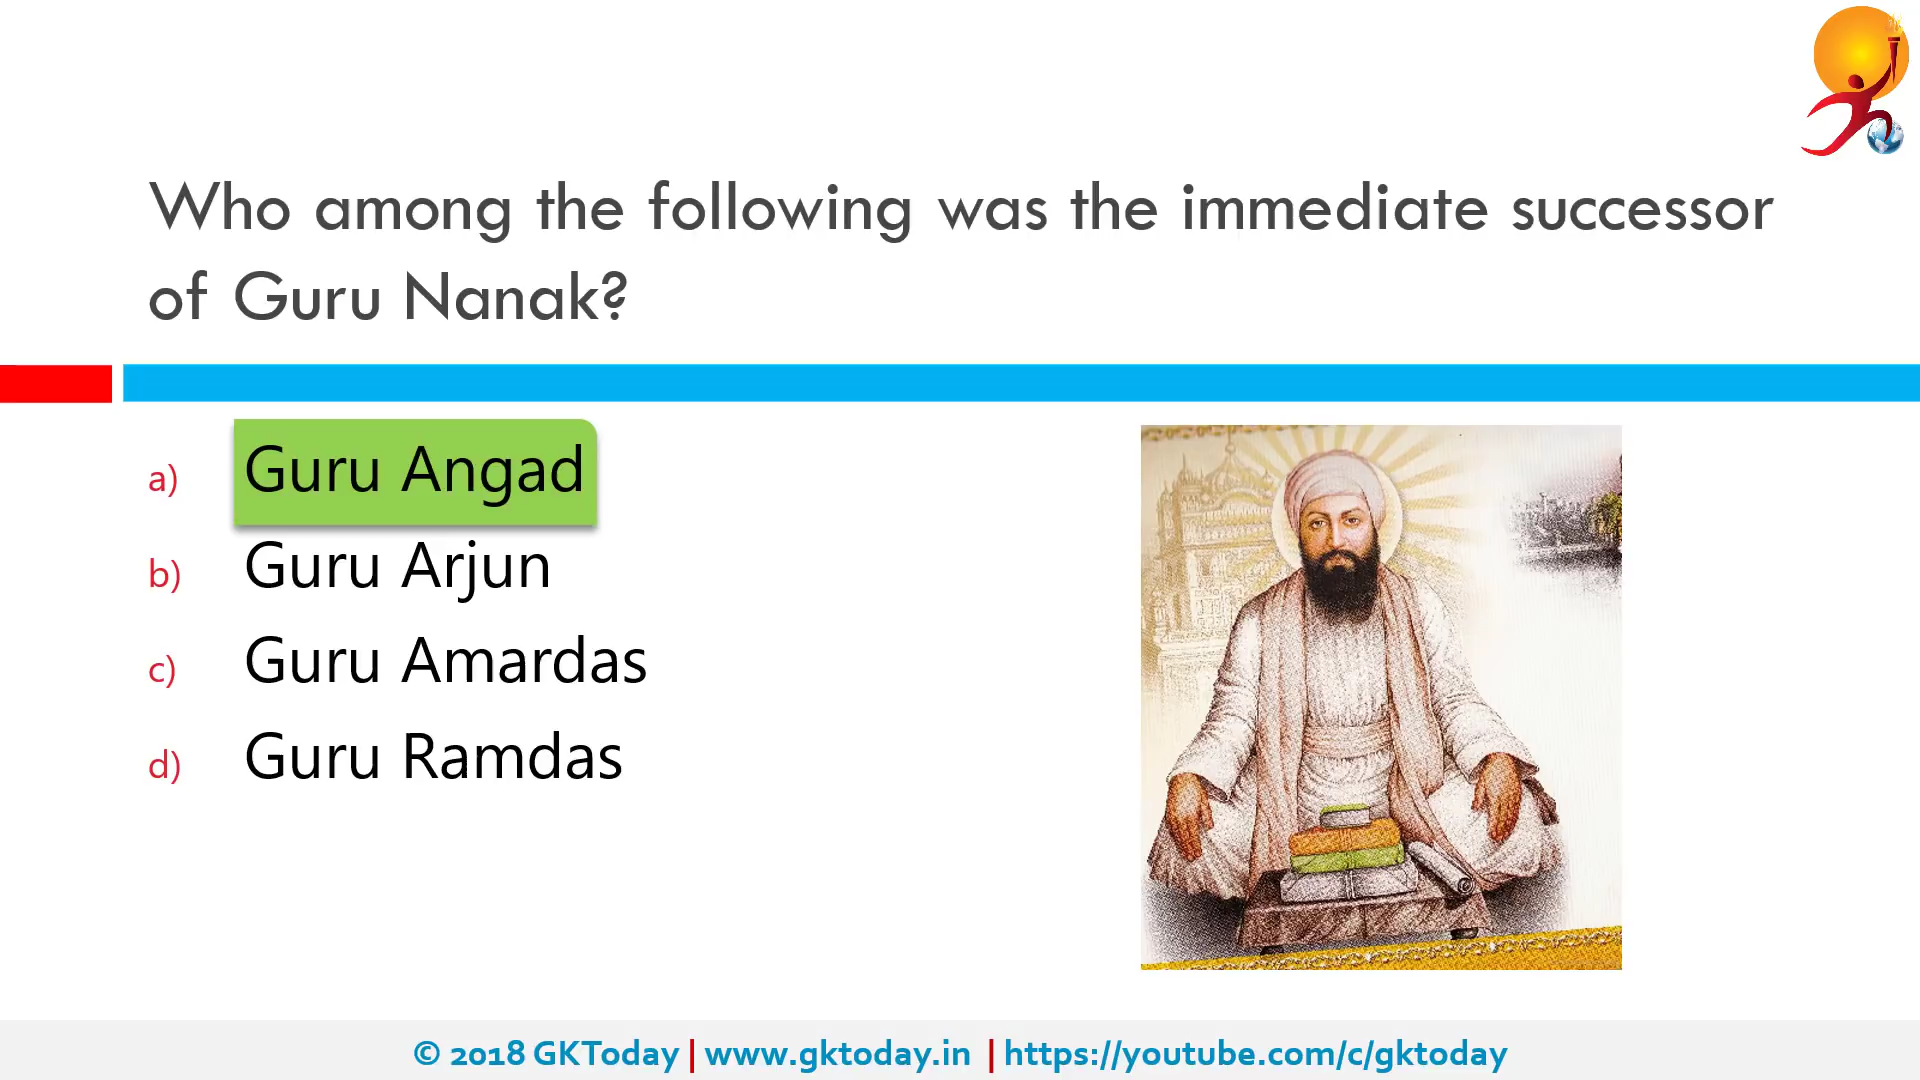 Who among the following was the immediate successor
of Guru Nanak?
a) Guru Angad
b) Guru Arjun
c) Guru Amardas
d) Guru Ramdas
© 2018 GKToday | www.gktoday.in | https://youtube.com/c/gktoday